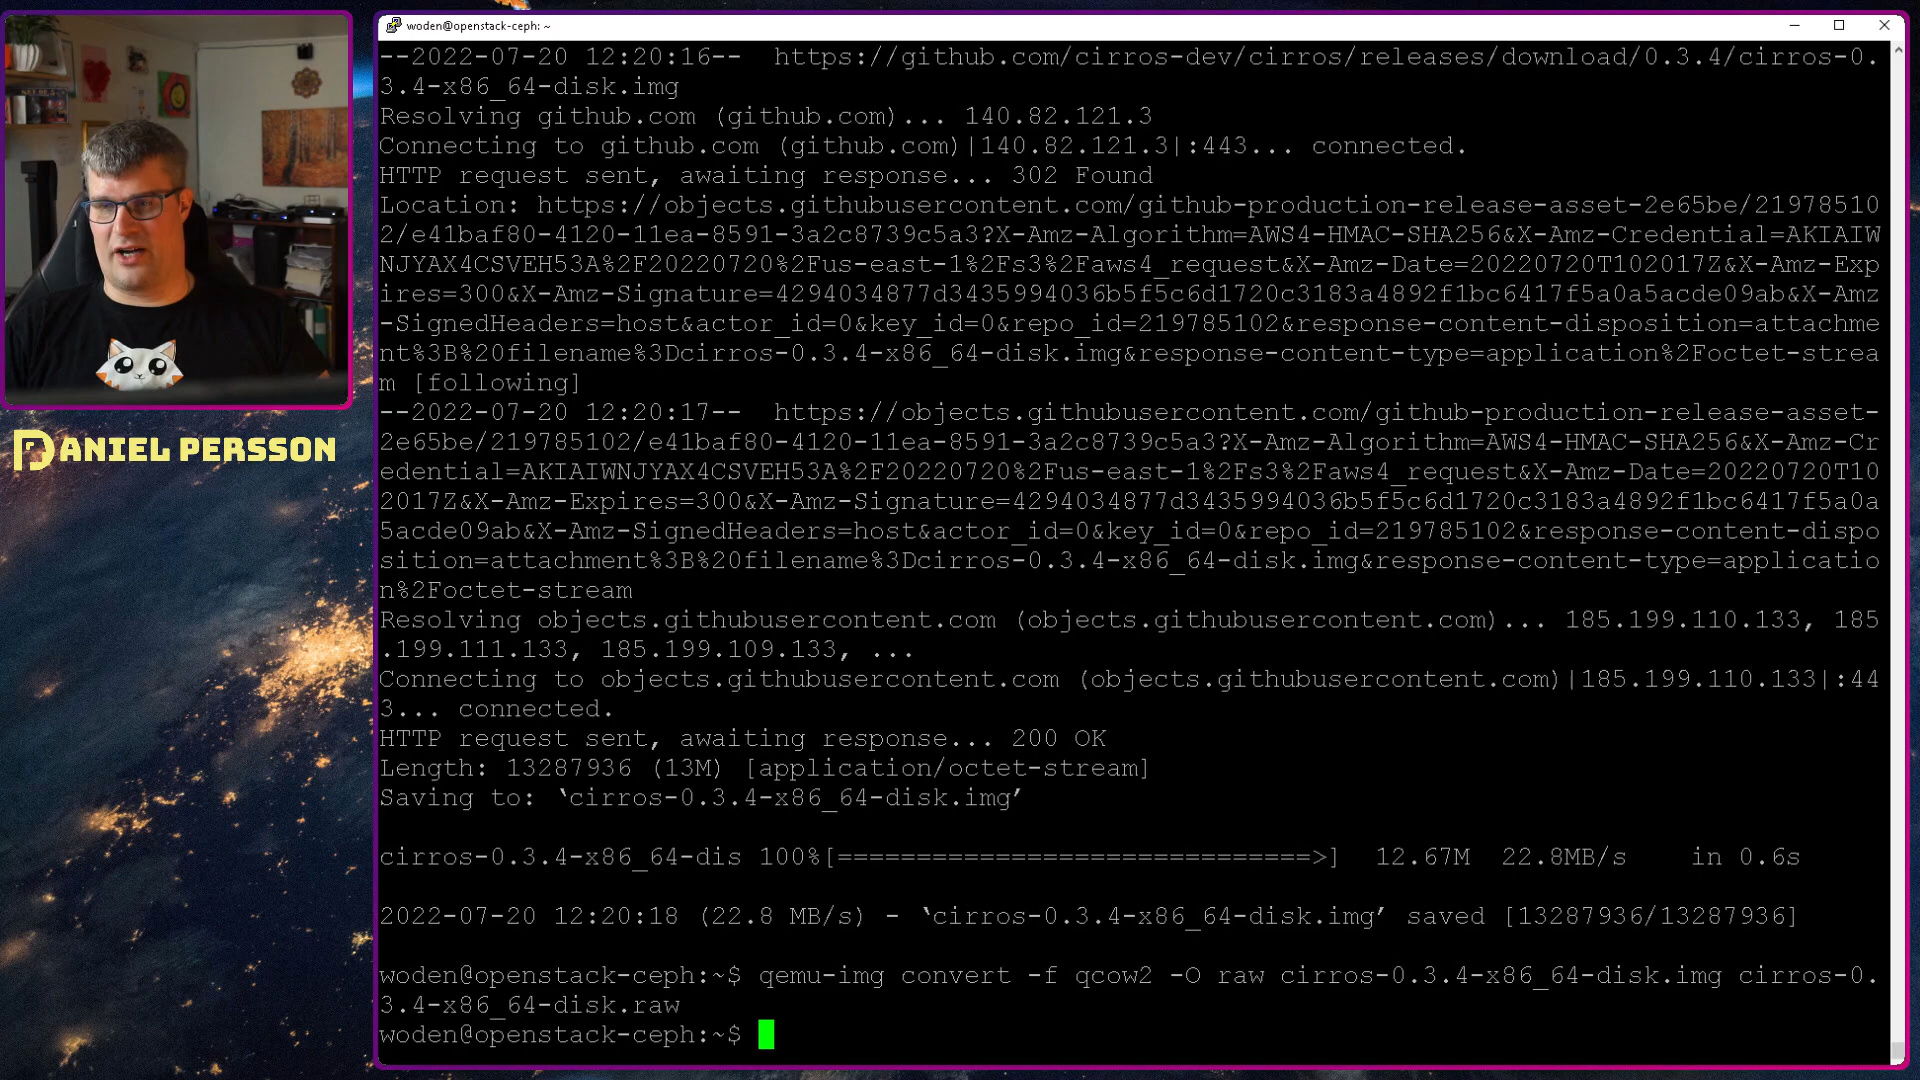 woden@openstack-ceph: ~
--2022-07-20 12:20:16--  https://github.com/cirros-dev/cirros/releases/download/0.3.4/cirros-0.
3.4-x86_64-disk.img
Resolving github.com (github.com)... 140.82.121.3
Connecting to github.com (github.com)|140.82.121.3|:443... connected.
HTTP request sent, awaiting response... 302 Found
Location: https://objects.githubusercontent.com/github-production-release-asset-2e65be/21978510
2/e41baf80-4120-11ea-8591-3a2c8739c5a3?X-Amz-Algorithm=AWS4-HMAC-SHA256&X-Amz-Credential=AKIAIW
NJYAX4CSVEH53A%2F20220720%2Fus-east-1%2Fs3%2Faws4_request&X-Amz-Date=20220720T102017Z&X-Amz-Exp
ires=300&X-Amz-Signature=4294034877d3435994036b5f5c6d1720c3183a4892f1bc6417f5a0a5acde09ab&X-Amz
-SignedHeaders=host&actor_id=0&key_id=0&repo_id=219785102&response-content-disposition=attachme
nt%3B%20filename%3Dcirros-0.3.4-x86_64-disk.img&response-content-type=application%2Foctet-strea
m [following]
--2022-07-20 12:20:17--  https://objects.githubusercontent.com/github-production-release-asset-
2e65be/219785102/e41baf80-4120-11ea-8591-3a2c8739c5a3?X-Amz-Algorithm=AWS4-HMAC-SHA256&X-Amz-Cr
edential=AKIAIWNJYAX4CSVEH53A%2F20220720%2Fus-east-1%2Fs3%2Faws4_request&X-Amz-Date=20220720T10
2017Z&X-Amz-Expires=300&X-Amz-Signature=4294034877d3435994036b5f5c6d1720c3183a4892f1bc6417f5a0a
5acde09ab&X-Amz-SignedHeaders=host&actor_id=0&key_id=0&repo_id=219785102&response-content-dispo
sition=attachment%3B%20filename%3Dcirros-0.3.4-x86_64-disk.img&response-content-type=applicatio
n%2Foctet-stream
Resolving objects.githubusercontent.com (objects.githubusercontent.com)... 185.199.110.133, 185
.199.111.133, 185.199.109.133, ...
Connecting to objects.githubusercontent.com (objects.githubusercontent.com)|185.199.110.133|:44
3... connected.
HTTP request sent, awaiting response... 200 OK
Length: 13287936 (13M) [application/octet-stream]
Saving to: ‘cirros-0.3.4-x86_64-disk.img’
cirros-0.3.4-x86_64-dis 100%[==============================>]  12.67M  22.8MB/s    in 0.6s
2022-07-20 12:20:18 (22.8 MB/s) - ‘cirros-0.3.4-x86_64-disk.img’ saved [13287936/13287936]
woden@openstack-ceph:~$ qemu-img convert -f qcow2 -O raw cirros-0.3.4-x86_64-disk.img cirros-0.
3.4-x86_64-disk.raw
woden@openstack-ceph:~$
DANIEL PERSSON